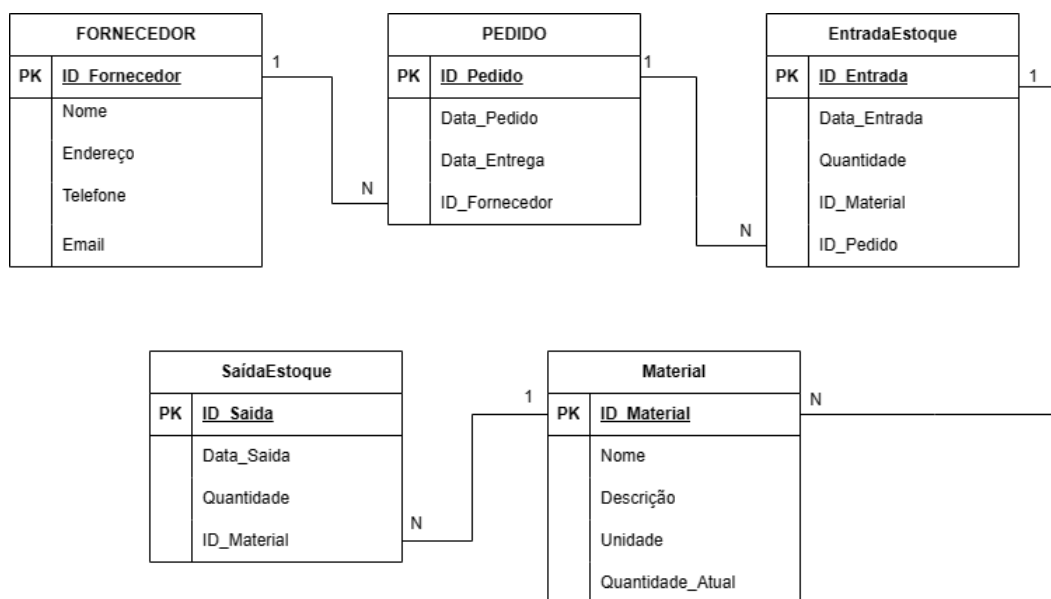 FORNECEDOR
PK ID_Fornecedor
Nome
Endereço
Telefone
Email
1
N
PEDIDO
PK ID_Pedido
Data_Pedido
Data_Entrega
ID_Fornecedor
1
N
EntradaEstoque
PK ID_Entrada
Data_Entrada
Quantidade
ID_Material
ID_Pedido
1
SaídaEstoque
PK ID_Saida
Data_Saida
Quantidade
ID_Material
N
1
Material
PK ID_Material
Nome
Descrição
Unidade
Quantidade_Atual
N